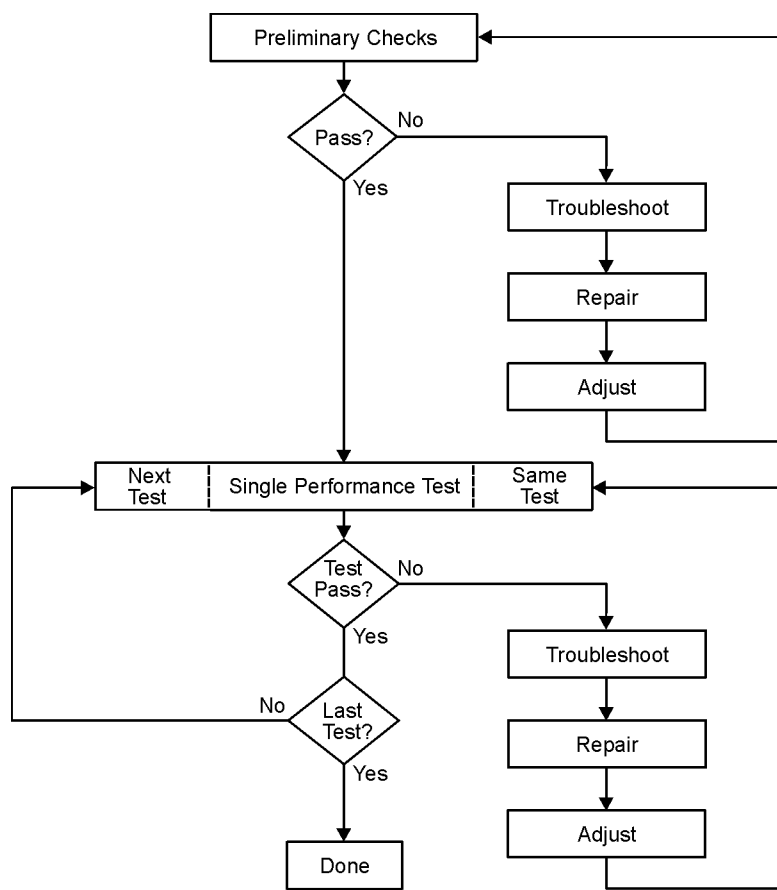 Preliminary Checks
Pass?
No
Yes
Troubleshoot
Repair
Adjust
Next
Test
Single Performance Test
Same
Test
Test
Pass?
No
Yes
Troubleshoot
Last
Test?
No
Yes
Repair
Adjust
Done